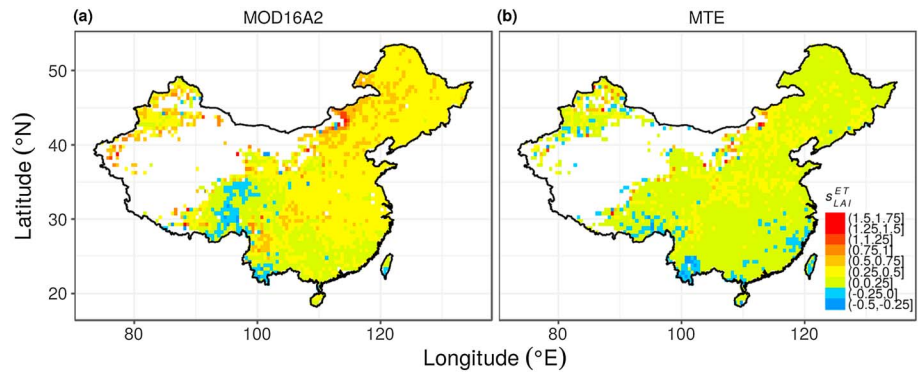 (a) MOD16A2
(b) MTE
50
40
30
20
Latitude (°N)
80 100 120
80 100 120
Longitude (°E)
s ET LAI
(1.5,1.75]
(1.25,1.5]
(1,1.25]
(0.75,1]
(0.5,0.75]
(0.25,0.5]
(0,0.25]
(-0.25,0]
(-0.5,-0.25]